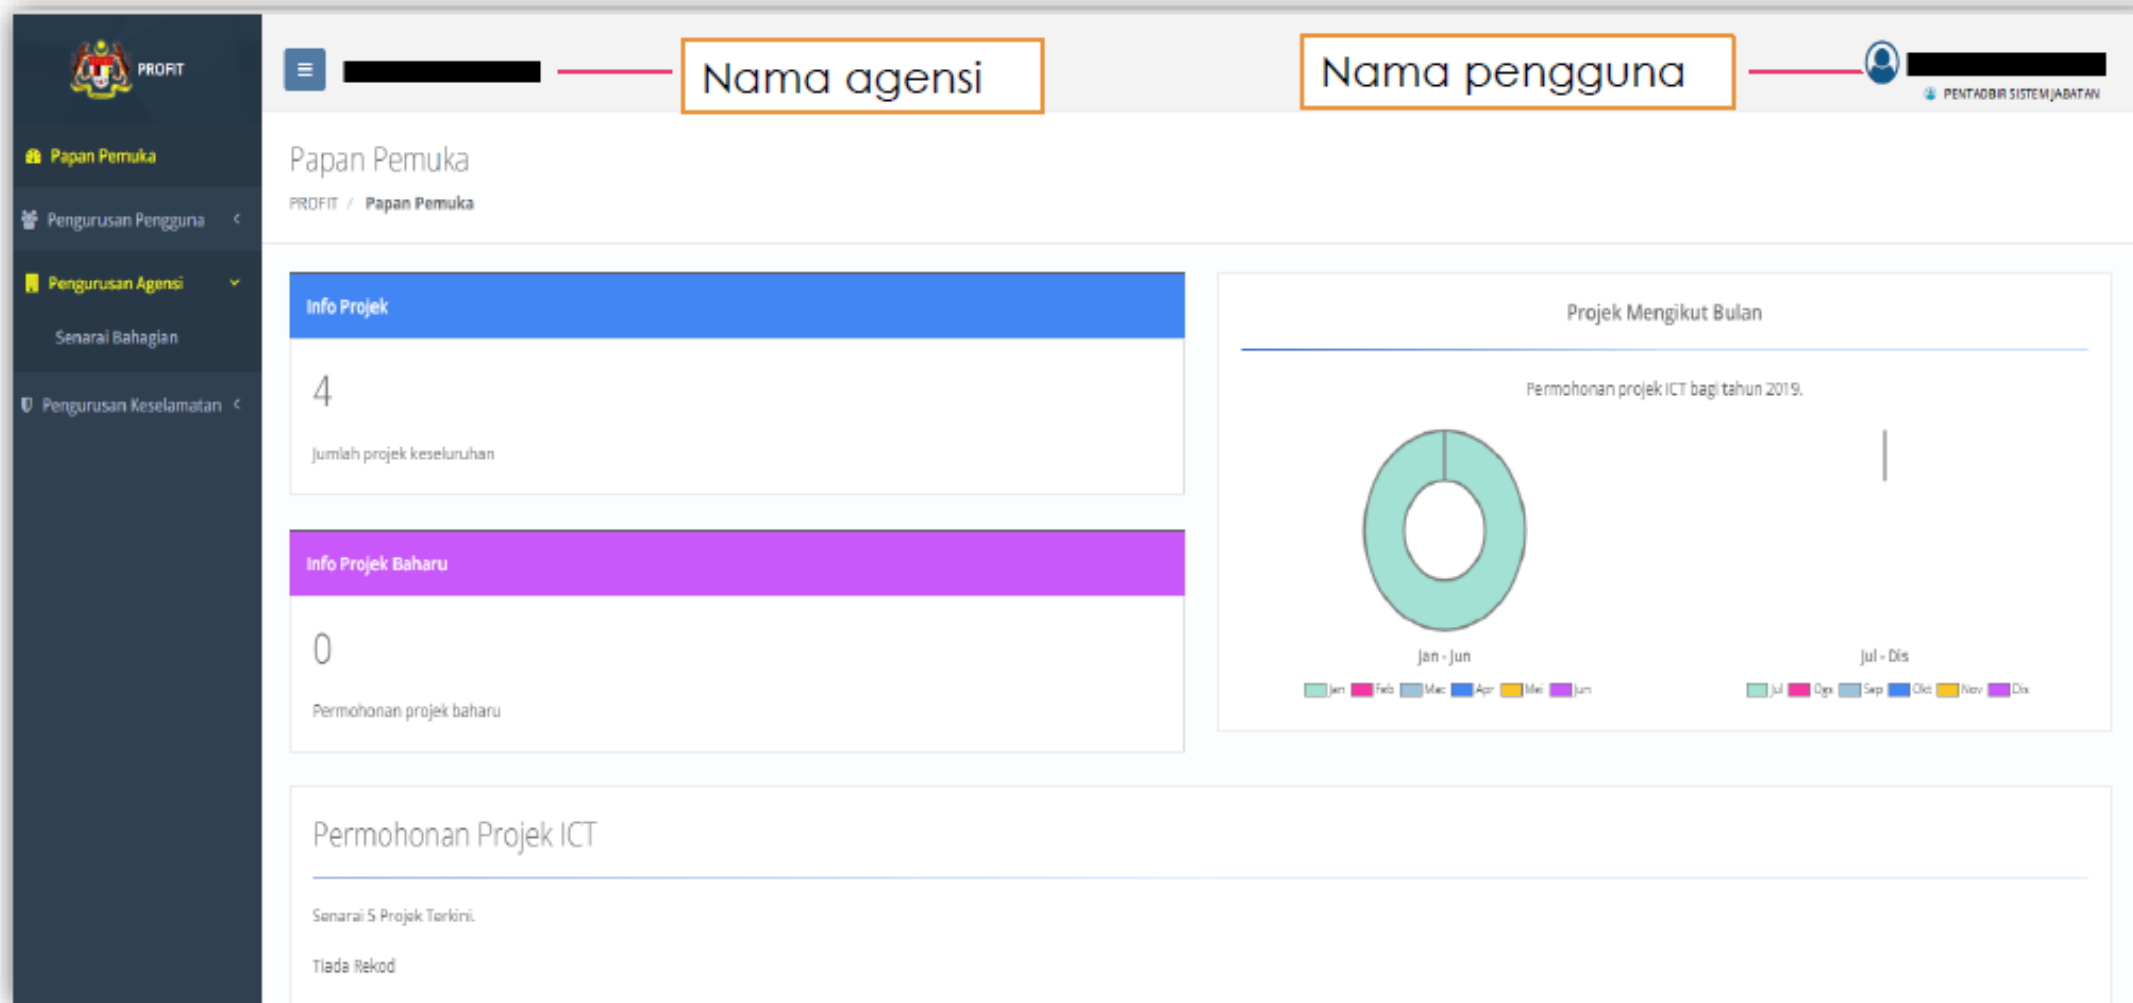 PROFIT
Nama agensi
Nama pengguna
PENTADBIR SISTEM JABATAN
Papan Pemuka
Pengurusan Pengguna
Pengurusan Agensi
Senarai Bahagian
Pengurusan Keselamatan
Papan Pemuka
PROFIT / Papan Pemuka
Info Projek
4
Jumlah projek keseluruhan
Info Projek Baharu
0
Permohonan projek baharu
Projek Mengikut Bulan
Permohonan projek ICT bagi tahun 2019.
Jan - Jun
Jan Feb Mac Apr Mei Jun
Jul - Dis
Jul Ogs Sep Okt Nov Dis
Permohonan Projek ICT
Senarai 5 Projek Terkini.
Tiada Rekod